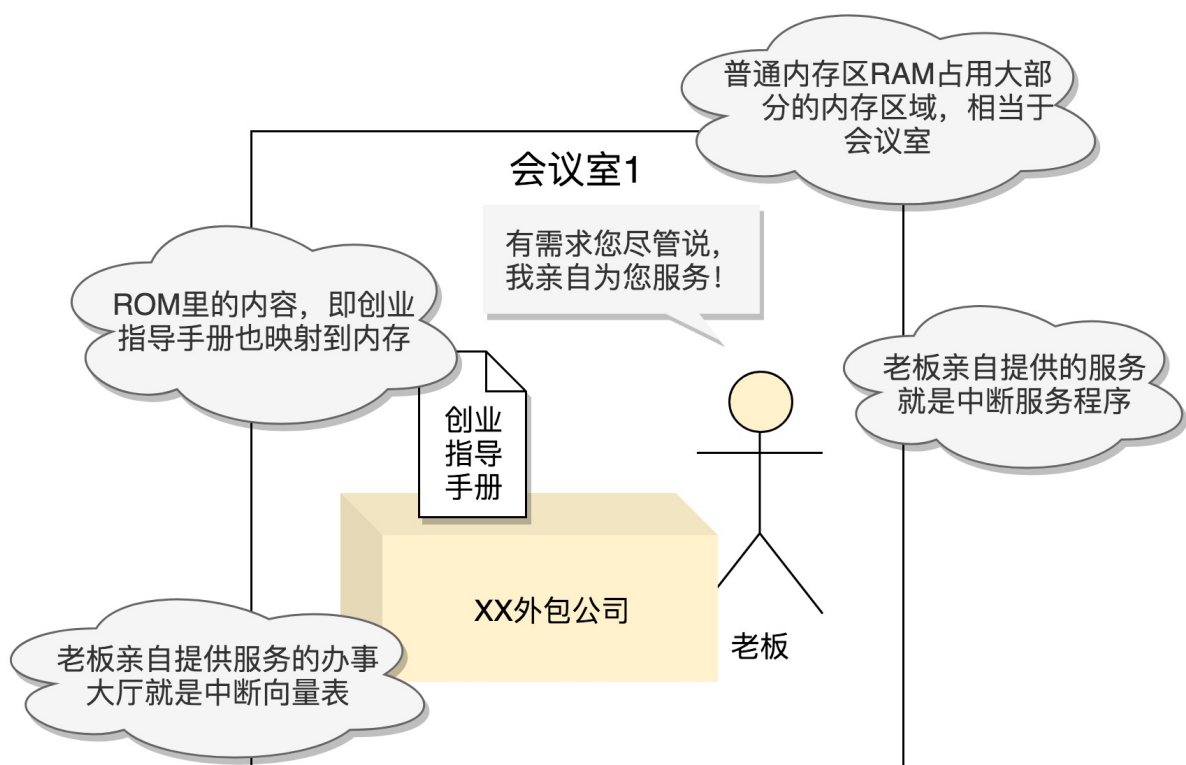 普通内存区RAM占用大部
分的内存区域，相当于
会议室
会议室1
有需求您尽管说，
我亲自为您服务！
ROM里的内容，即创业
指导手册也映射到内存
老板亲自提供的服务
就是中断服务程序
创业
指导
手册
XX外包公司
老板
老板亲自提供服务的办事
大厅就是中断向量表